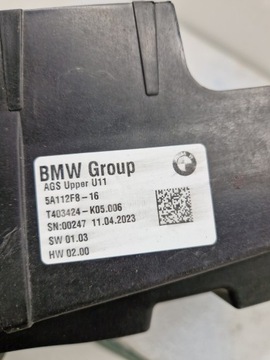 BMW Group
AGS Upper U11
5A112F8-16
T403424-K05.006
SN:00247 11.04.2023
SW 01.03
HW 02.00